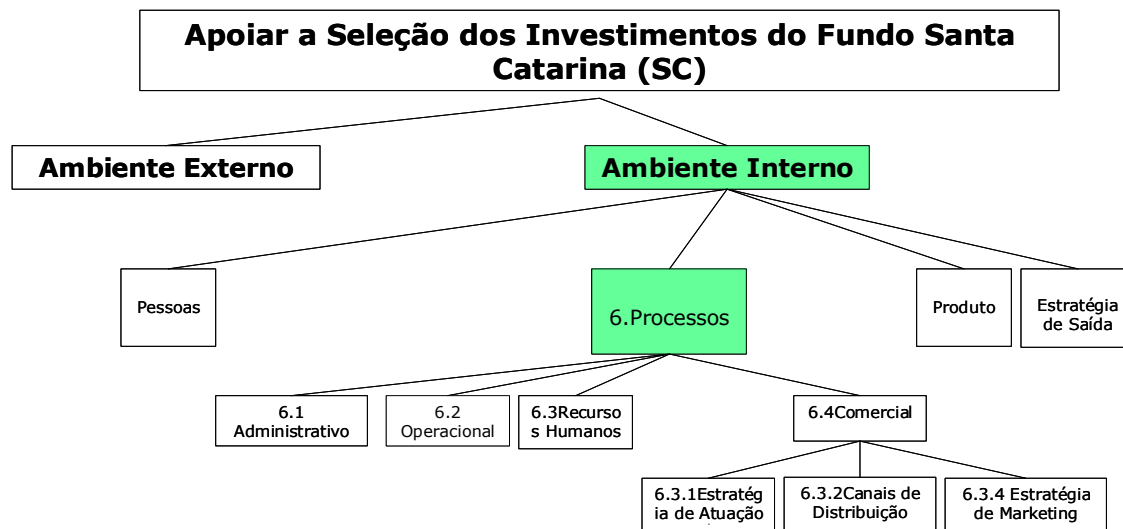 Apoiar a Seleção dos Investimentos do Fundo Santa
Catarina (SC)
Ambiente Externo
Ambiente Interno
Pessoas
6.Processos
Produto
Estratégia
de Saída
6.1
Administrativo
6.2
Operacional
6.3Recurso
s Humanos
6.4Comercial
6.3.1Estratég
ia de Atuação
6.3.2Canais de
Distribuição
6.3.4 Estratégia
de Marketing